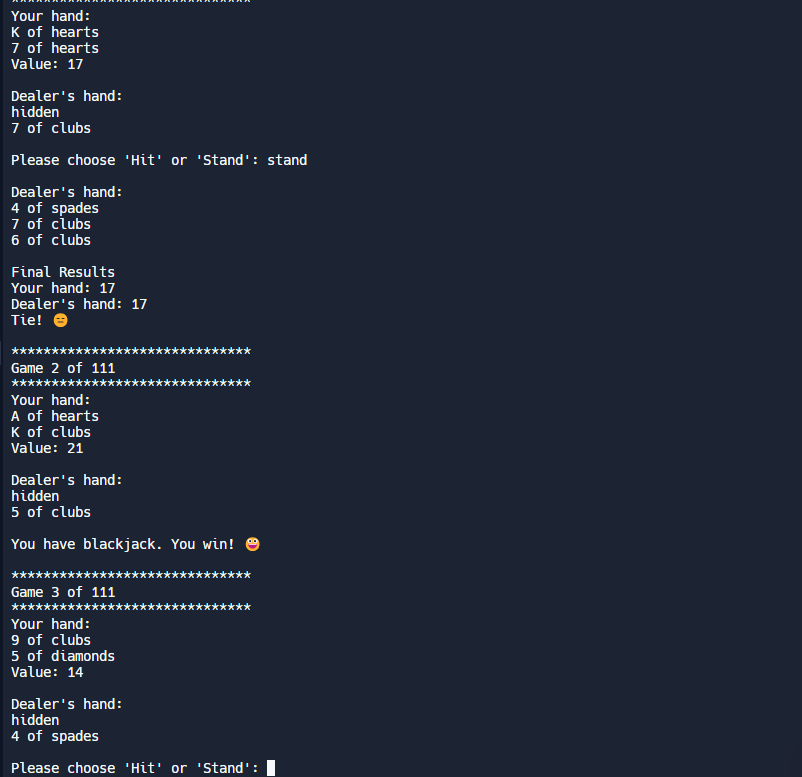 ******************************
Your hand:
K of hearts
7 of hearts
Value: 17
Dealer's hand:
hidden
7 of clubs
Please choose 'Hit' or 'Stand': stand
Dealer's hand:
4 of spades
7 of clubs
6 of clubs
Final Results
Your hand: 17
Dealer's hand: 17
Tie! 😑
******************************
Game 2 of 111
******************************
Your hand:
A of hearts
K of clubs
Value: 21
Dealer's hand:
hidden
5 of clubs
You have blackjack. You win! 😀
******************************
Game 3 of 111
******************************
Your hand:
9 of clubs
5 of diamonds
Value: 14
Dealer's hand:
hidden
4 of spades
Please choose 'Hit' or 'Stand':